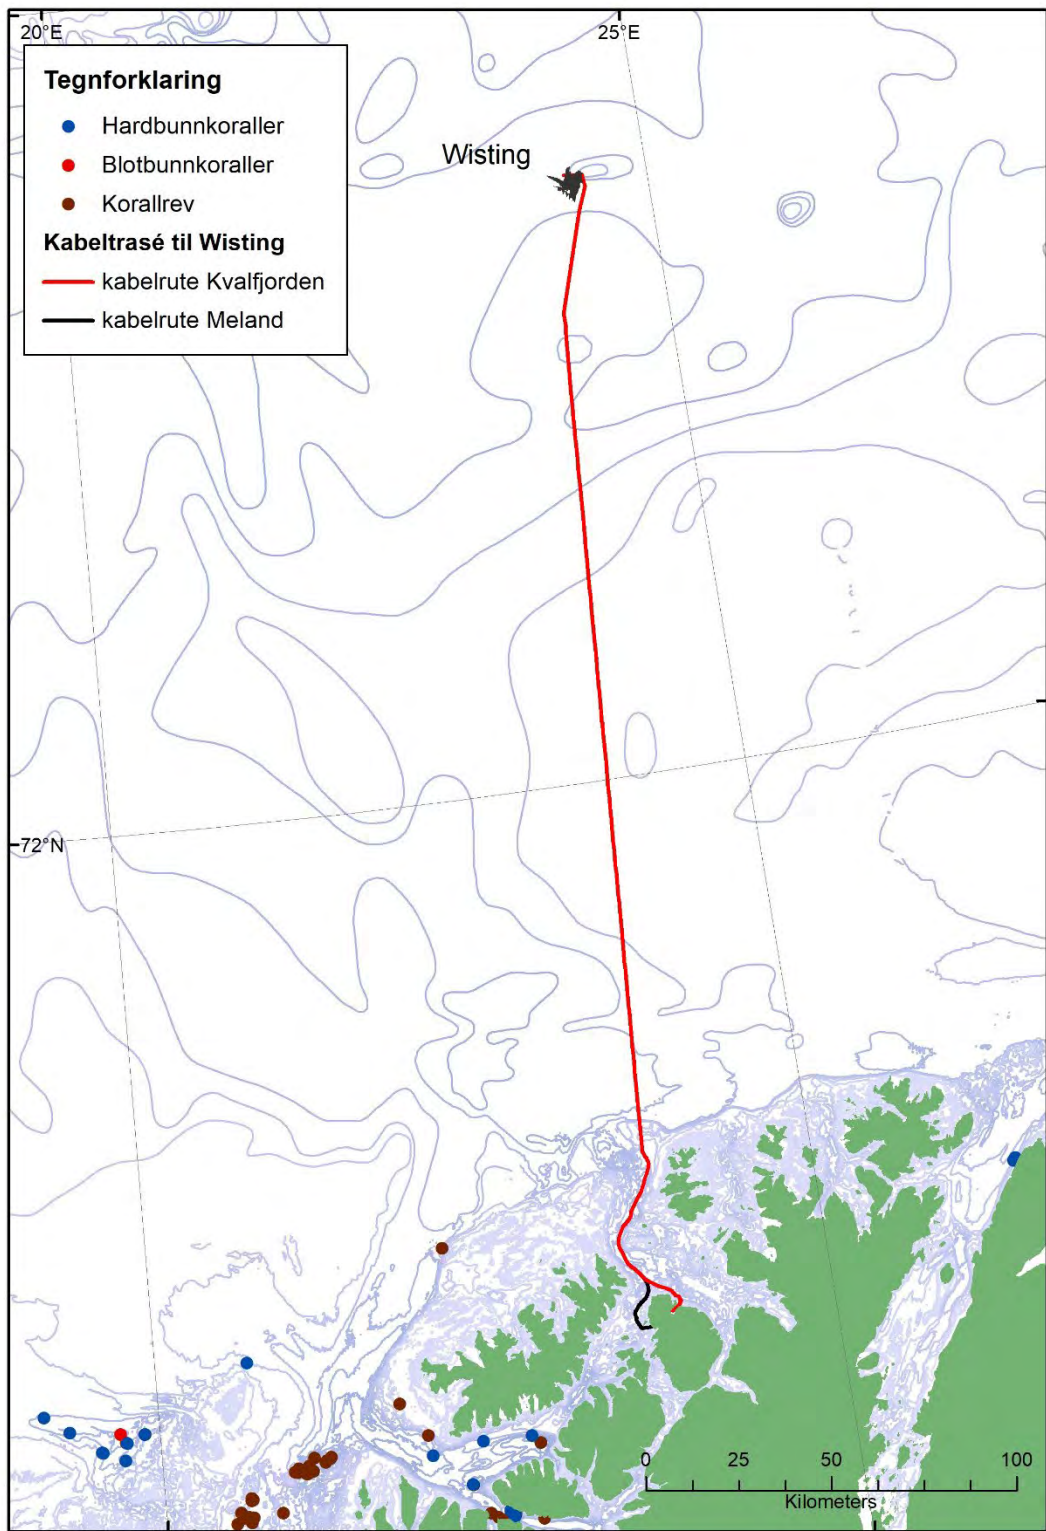 20°E
25°E
Tegnforklaring
Hardbunnkoraller
Blotbunnkoraller
Korallrev
Kabeltrasé til Wisting
kabelrute Kvalfjorden
kabelrute Meland
Wisting
72°N
0 25 50 100
Kilometers